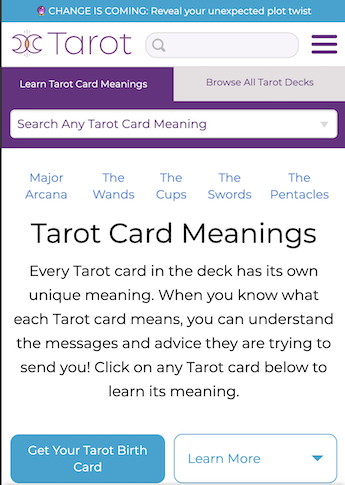 🔮 CHANGE IS COMING: Reveal your unexpected plot twist
Tarot
Learn Tarot Card Meanings
Browse All Tarot Decks
Search Any Tarot Card Meaning
Major Arcana
The Wands
The Cups
The Swords
The Pentacles
Tarot Card Meanings
Every Tarot card in the deck has its own
unique meaning. When you know what
each Tarot card means, you can understand
the messages and advice they are trying to
send you! Click on any Tarot card below to
learn its meaning.
Get Your Tarot Birth
Card
Learn More